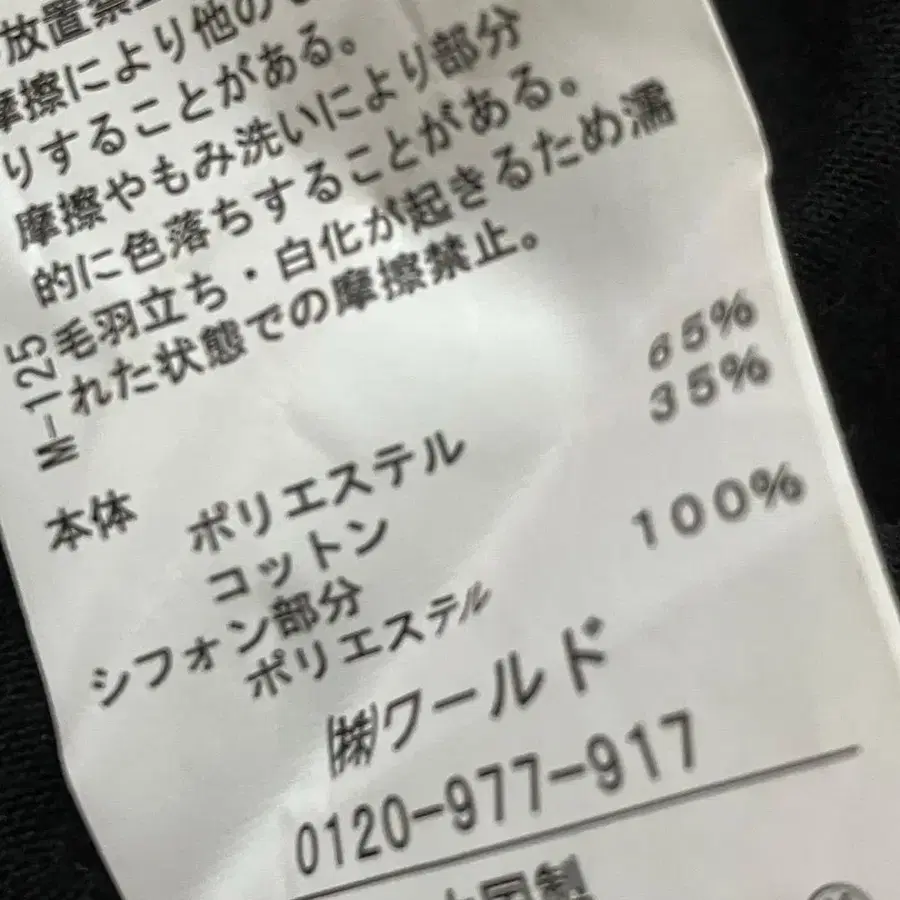 放置禁
摩擦により他の
りすることがある。
摩擦やもみ洗いにより部分
的に色落ちすることがある。
毛羽立ち・白化が起きるため濡
れた状態での摩擦禁止。
M-125
本体 ポリエステル 65%
コットン 35%
シフォン部分
ポリエステル 100%
㈱ワールド
0120-977-917
国製